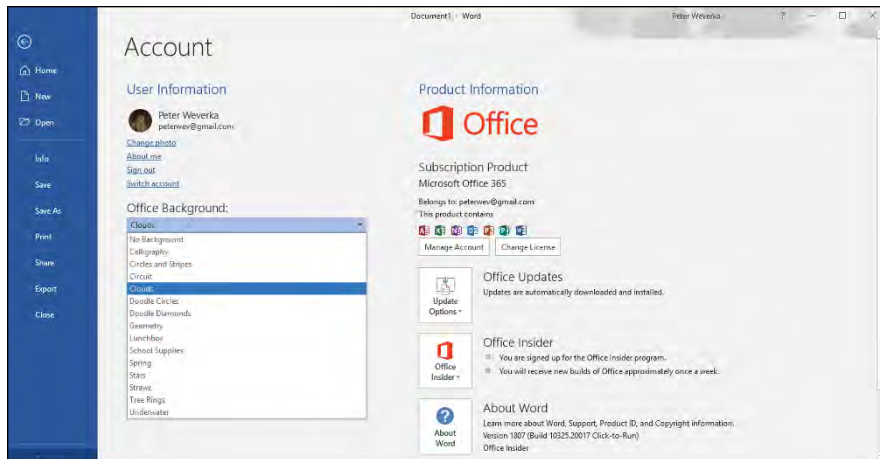 Document1 - Word
Peter Weverka
?
Account
Home
New
Open
Info
Save
Save As
Print
Share
Export
Close
User Information
Peter Weverka
peterwev@gmail.com
Change photo
About me
Sign out
Switch account
Office Background:
Clouds
No Background
Calligraphy
Circles and Stripes
Circuit
Clouds
Doodle Circles
Doodle Diamonds
Geometry
Lunchbox
School Supplies
Spring
Stars
Straws
Tree Rings
Underwater
Product Information
Office
Subscription Product
Microsoft Office 365
Belongs to: peterwev@gmail.com
This product contains
Manage Account
Change License
Update
Options
Office Updates
Updates are automatically downloaded and installed.
Office
Insider
Office Insider
You are signed up for the Office Insider program.
You will receive new builds of Office approximately once a week.
?
About
Word
About Word
Learn more about Word, Support, Product ID, and Copyright information.
Version 1807 (Build 10325.20017 Click-to-Run)
Office Insider